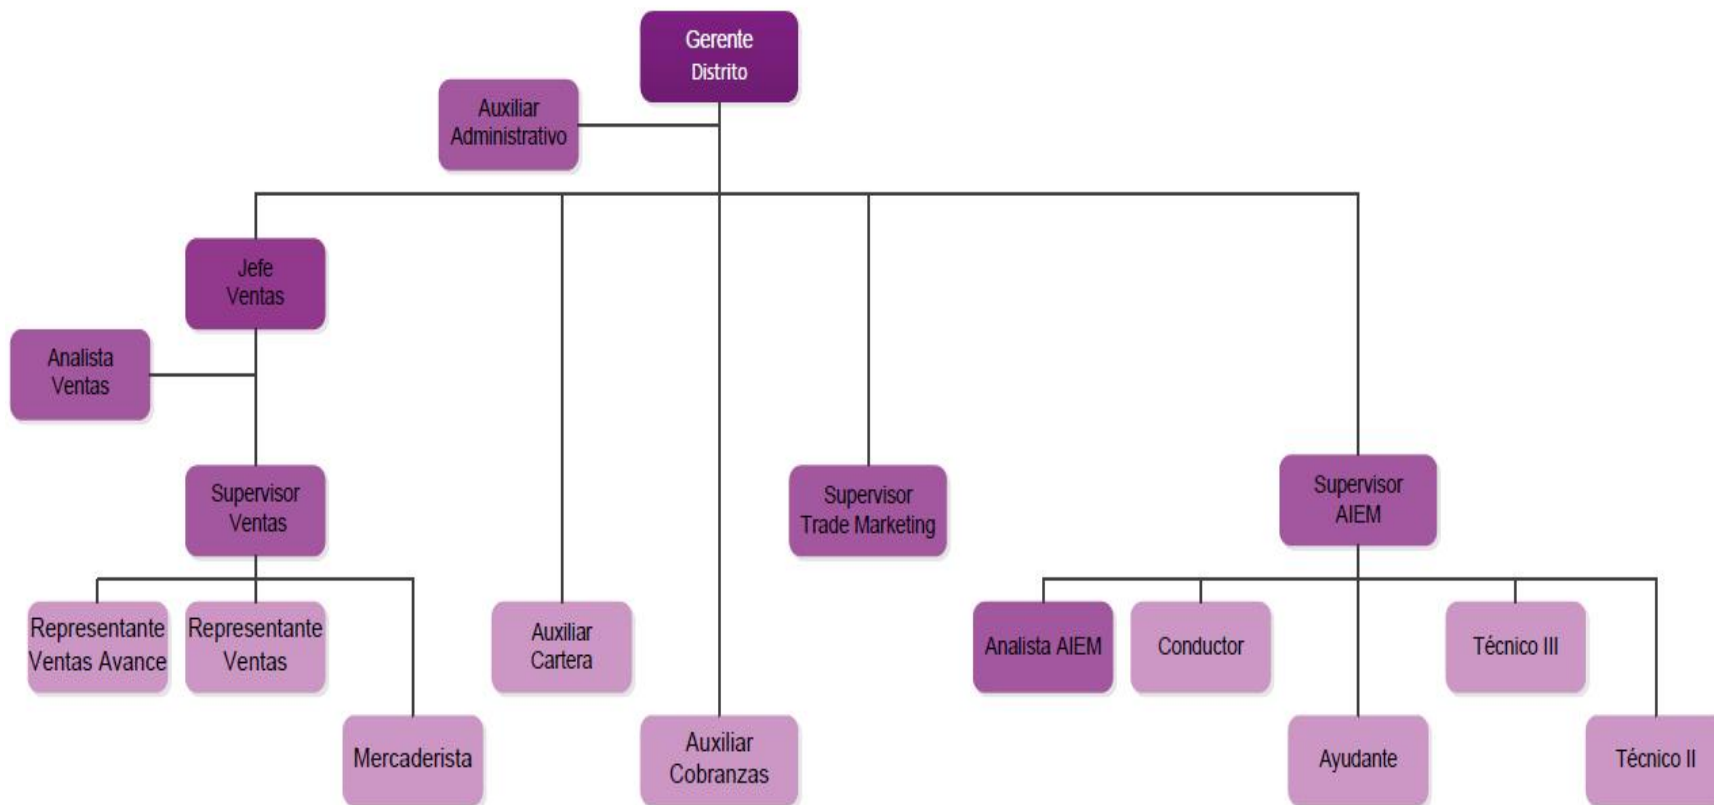 Gerente
Distrito
Auxiliar
Administrativo
Jefe
Ventas
Analista
Ventas
Supervisor
Ventas
Supervisor
Trade Marketing
Supervisor
AIEM
Representante
Ventas Avance
Representante
Ventas
Auxiliar
Cartera
Analista AIEM
Conductor
Técnico III
Mercaderista
Auxiliar
Cobranzas
Ayudante
Técnico II